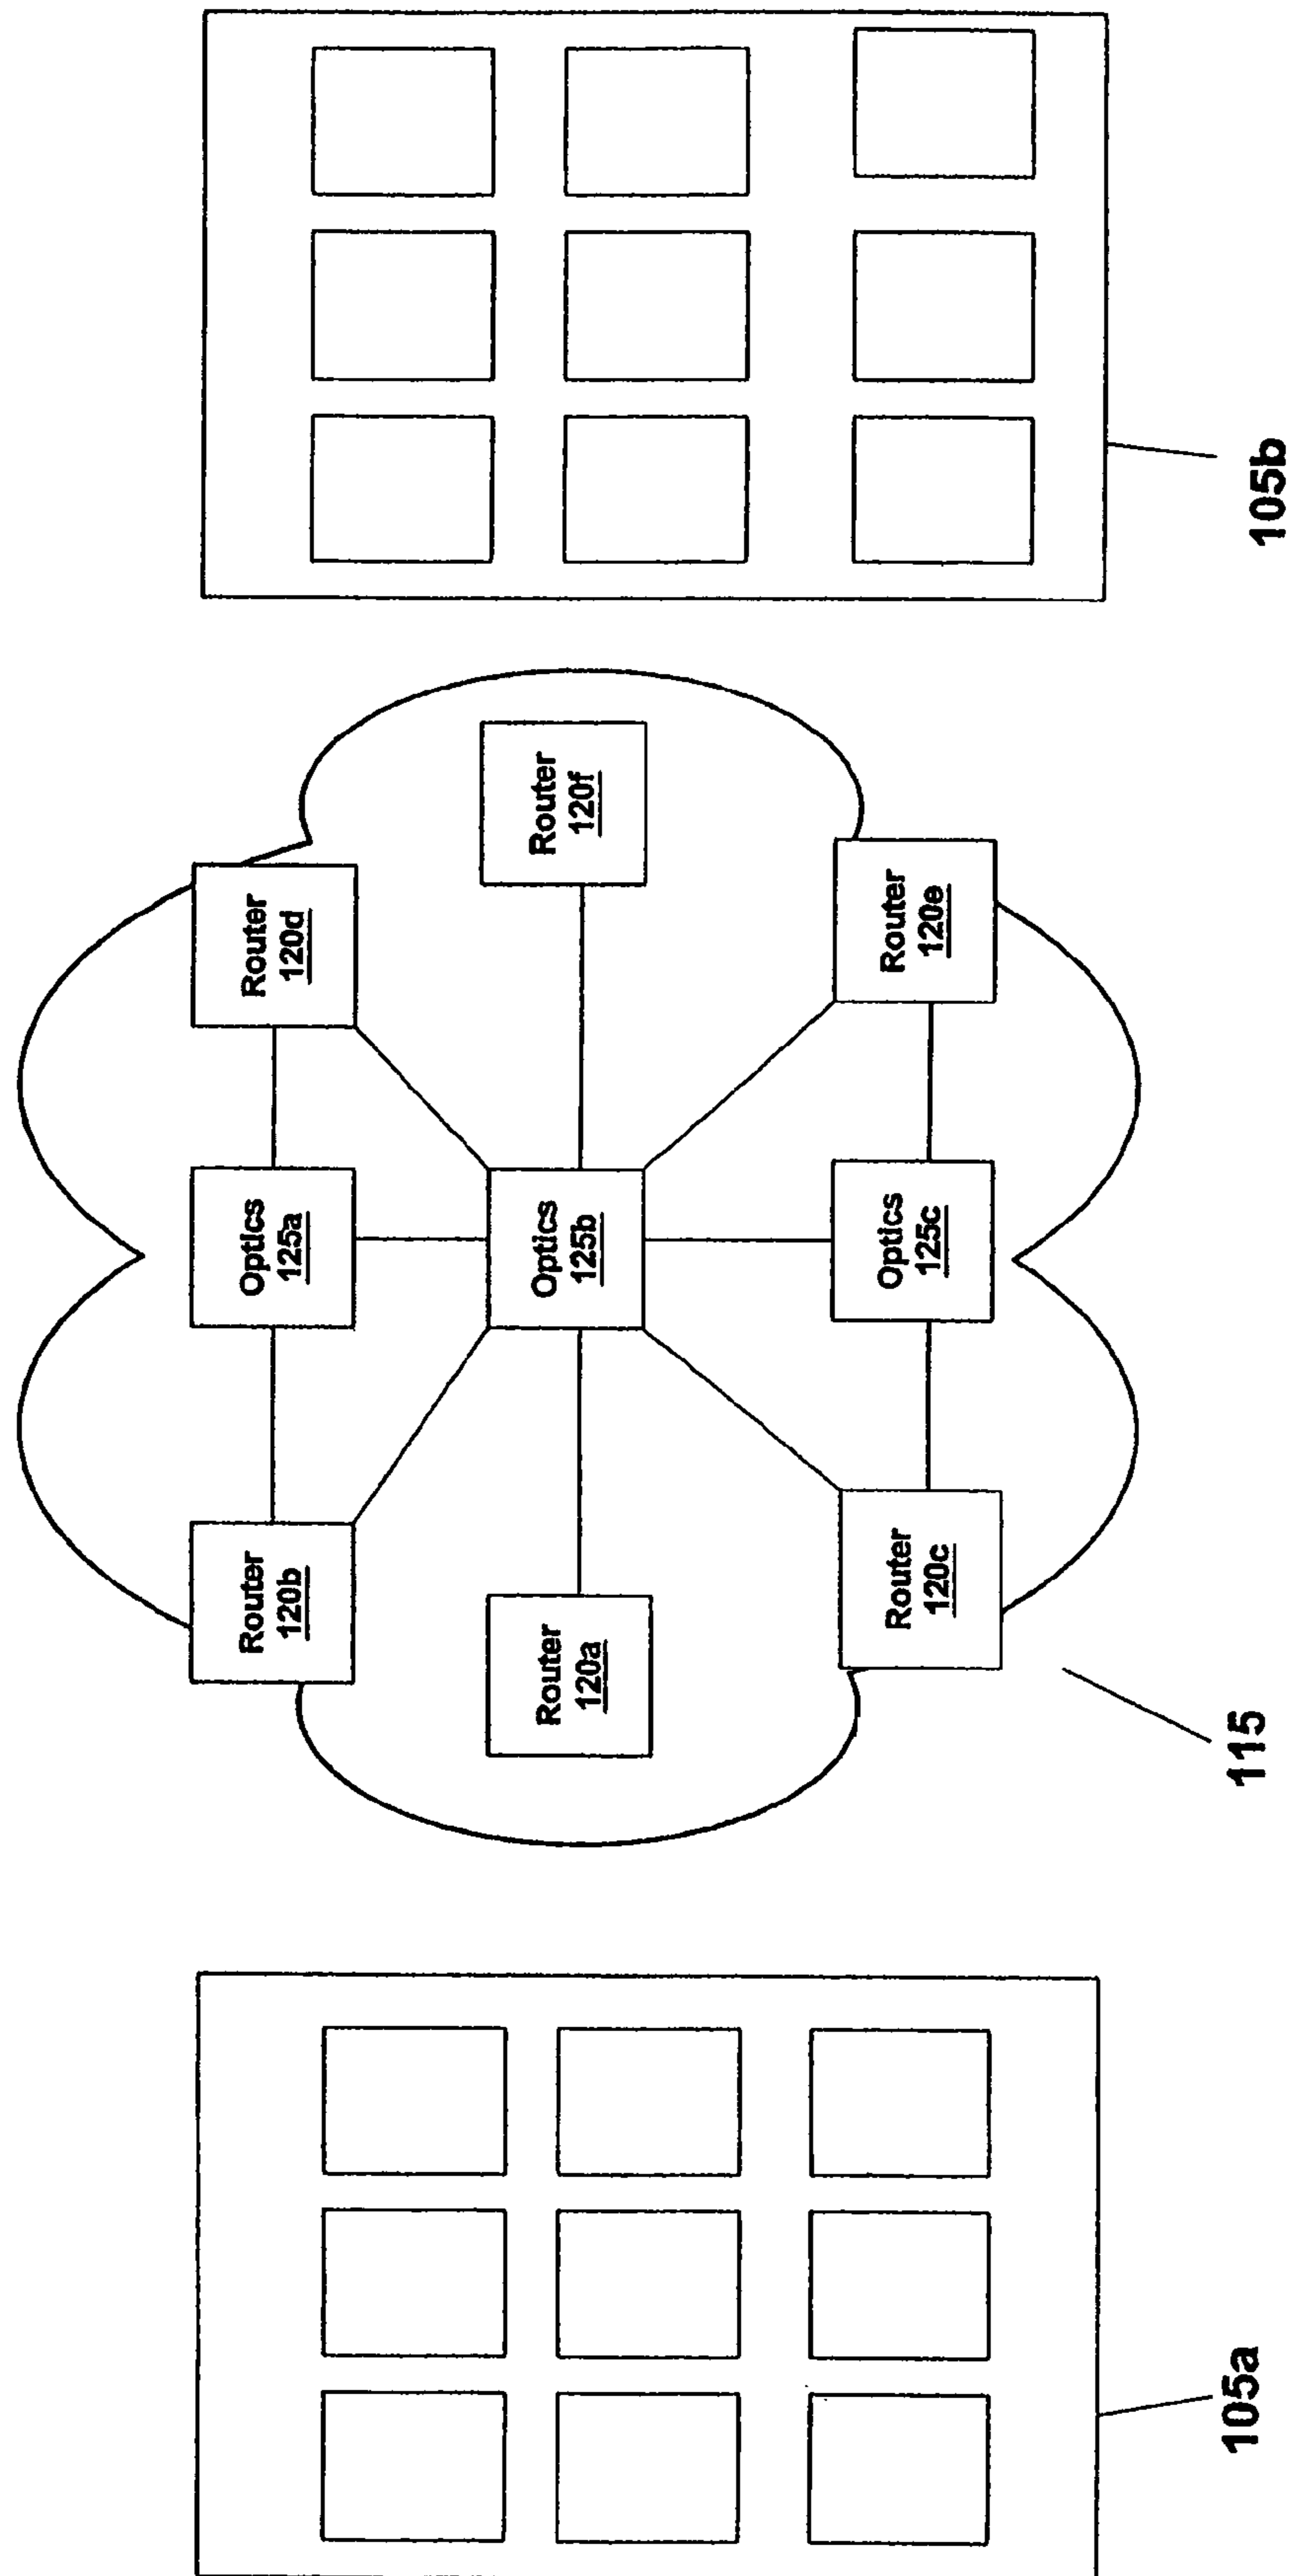 Router
120b
Optics
125a
Router
120d
Router
120a
Optics
125b
Router
120f
Router
120c
Optics
125c
Router
120e
105a
115
105b